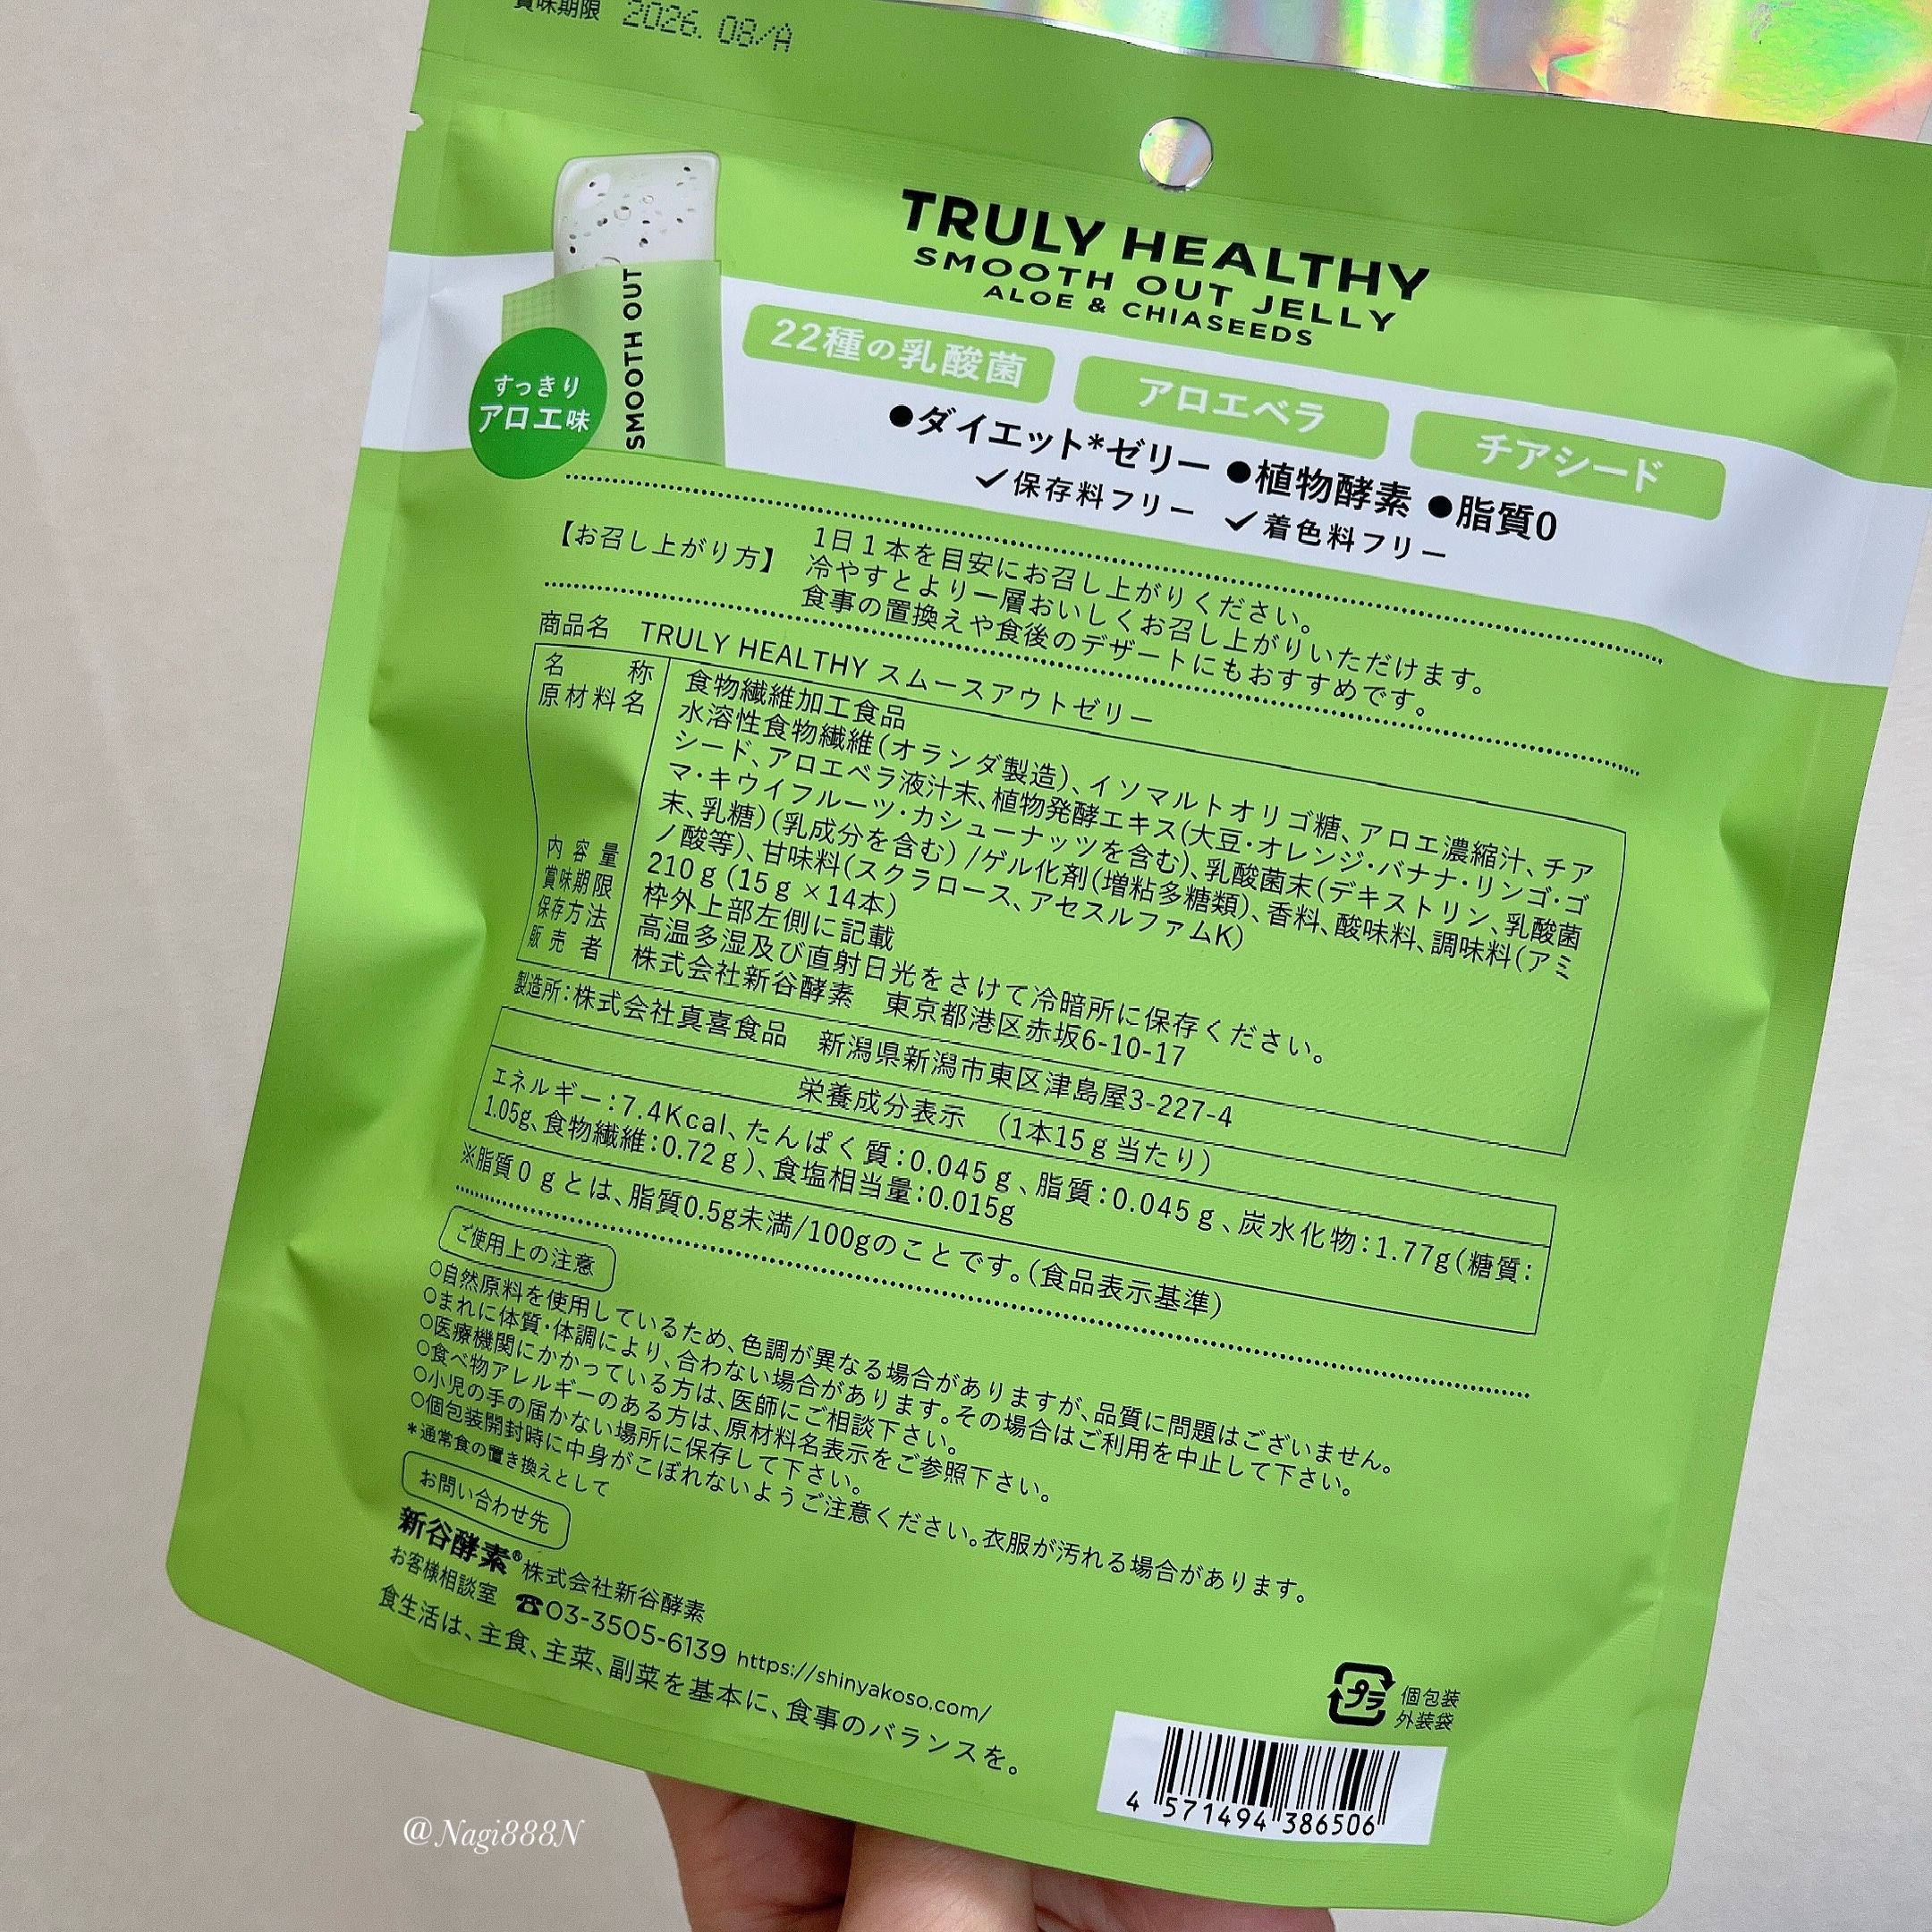 賞味期限 2026. 08/A
TRULY HEALTHY
SMOOTH OUT JELLY
ALOE & CHIASEEDS
SMOOTH OUT
すっきり
アロエ味
22種の乳酸菌 アロエベラ チアシード
●ダイエット*ゼリー ●植物酵素 ●脂質0
✓保存料フリー ✓着色料フリー
【お召し上がり方】 1日1本を目安にお召し上がりください。
冷やすとより一層おいしくお召し上がりいただけます。
食事の置換えや食後のデザートにもおすすめです。
商品名 TRULY HEALTHY スムースアウトゼリー
名称 食物繊維加工食品
原材料名 水溶性食物繊維(オランダ製造)、イソマルトオリゴ糖、アロエ濃縮汁、チア
シード、アロエベラ液汁末、植物発酵エキス(大豆・オレンジ・バナナ・リンゴ・ゴ
マ・キウイフルーツ・カシューナッツを含む)、乳酸菌末(デキストリン、乳酸菌
末、乳糖)(乳成分を含む)/ゲル化剤(増粘多糖類)、香料、酸味料、調味料(アミ
ノ酸等)、甘味料(スクラロース、アセスルファムK)
内容量 210g(15g×14本)
賞味期限 枠外上部左側に記載
保存方法 高温多湿及び直射日光をさけて冷暗所に保存ください。
販売者 株式会社新谷酵素 東京都港区赤坂6-10-17
製造所:株式会社真喜食品 新潟県新潟市東区津島屋3-227-4
栄養成分表示 (1本15g当たり)
エネルギー:7.4Kcal、たんぱく質:0.045g、脂質:0.045g、炭水化物:1.77g(糖質:
1.05g、食物繊維:0.72g)、食塩相当量:0.015g
※脂質0gとは、脂質0.5g未満/100gのことです。(食品表示基準)
ご使用上の注意
○自然原料を使用しているため、色調が異なる場合がありますが、品質に問題はございません。
○まれに体質・体調により、合わない場合があります。その場合はご利用を中止して下さい。
○医療機関にかかっている方は、医師にご相談下さい。
○食べ物アレルギーのある方は、原材料名表示をご参照下さい。
○小児の手の届かない場所に保存して下さい。
○個包装開封時に中身がこぼれないようご注意ください。衣服が汚れる場合があります。
*通常食の置き換えとして
お問い合わせ先
新谷酵素®株式会社新谷酵素
お客様相談室 ☎03-3505-6139 https://shinyakoso.com/
食生活は、主食、主菜、副菜を基本に、食事のバランスを。
プラ 個包装
外装袋
4 571494 386506
@Nagi888N